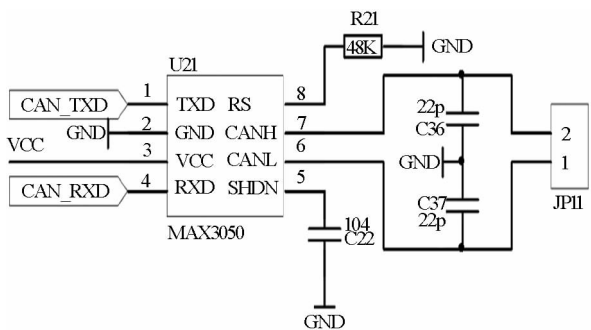 R21
48K
GND
U21
CAN_TXD
1
TXD
RS
8
GND
2
GND
CANH
7
22p
C36
VCC
3
VCC
CANL
6
GND
2
1
CAN_RXD
4
RXD
SHDN
5
C37
22p
JP11
MAX3050
104
C22
GND